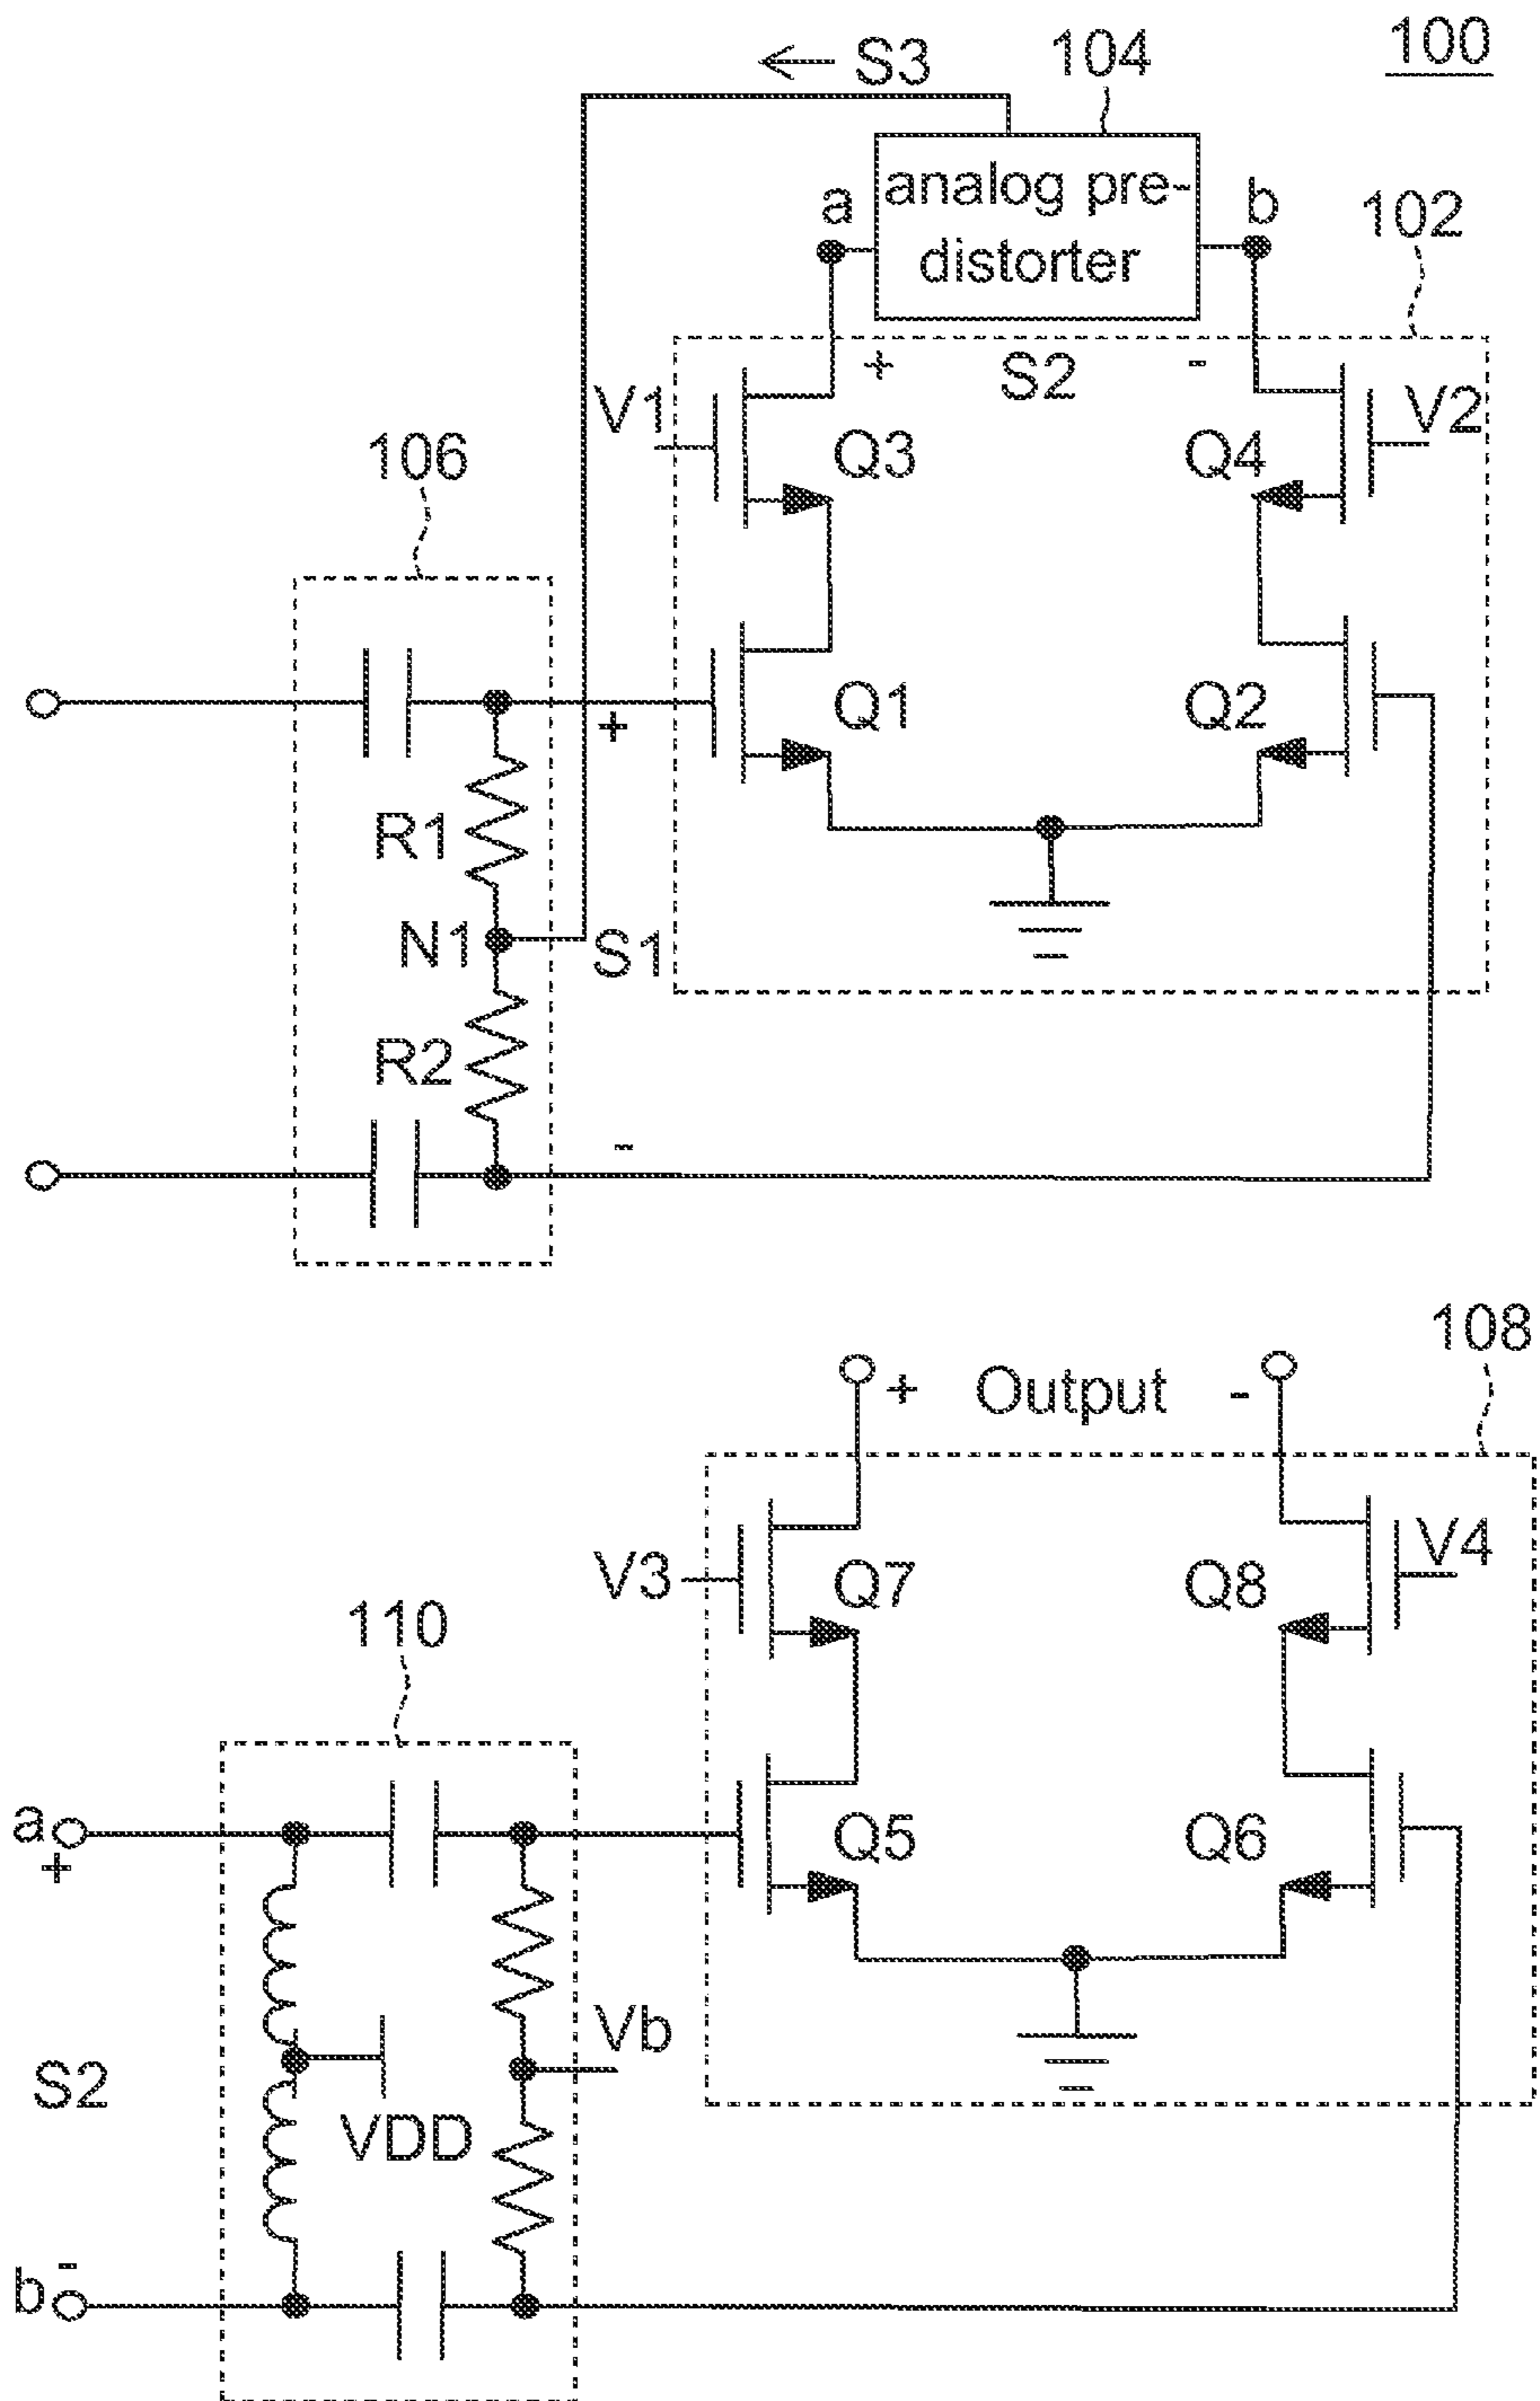 100
← S3
104
analog pre-
distorter
a
b
102
+ S2 -
V1
V2
Q3
Q4
106
+
Q1
Q2
R1
N1
S1
R2
-
108
+ Output -
V3
V4
Q7
Q8
110
a
+
Q5
Q6
Vb
S2
VDD
b -